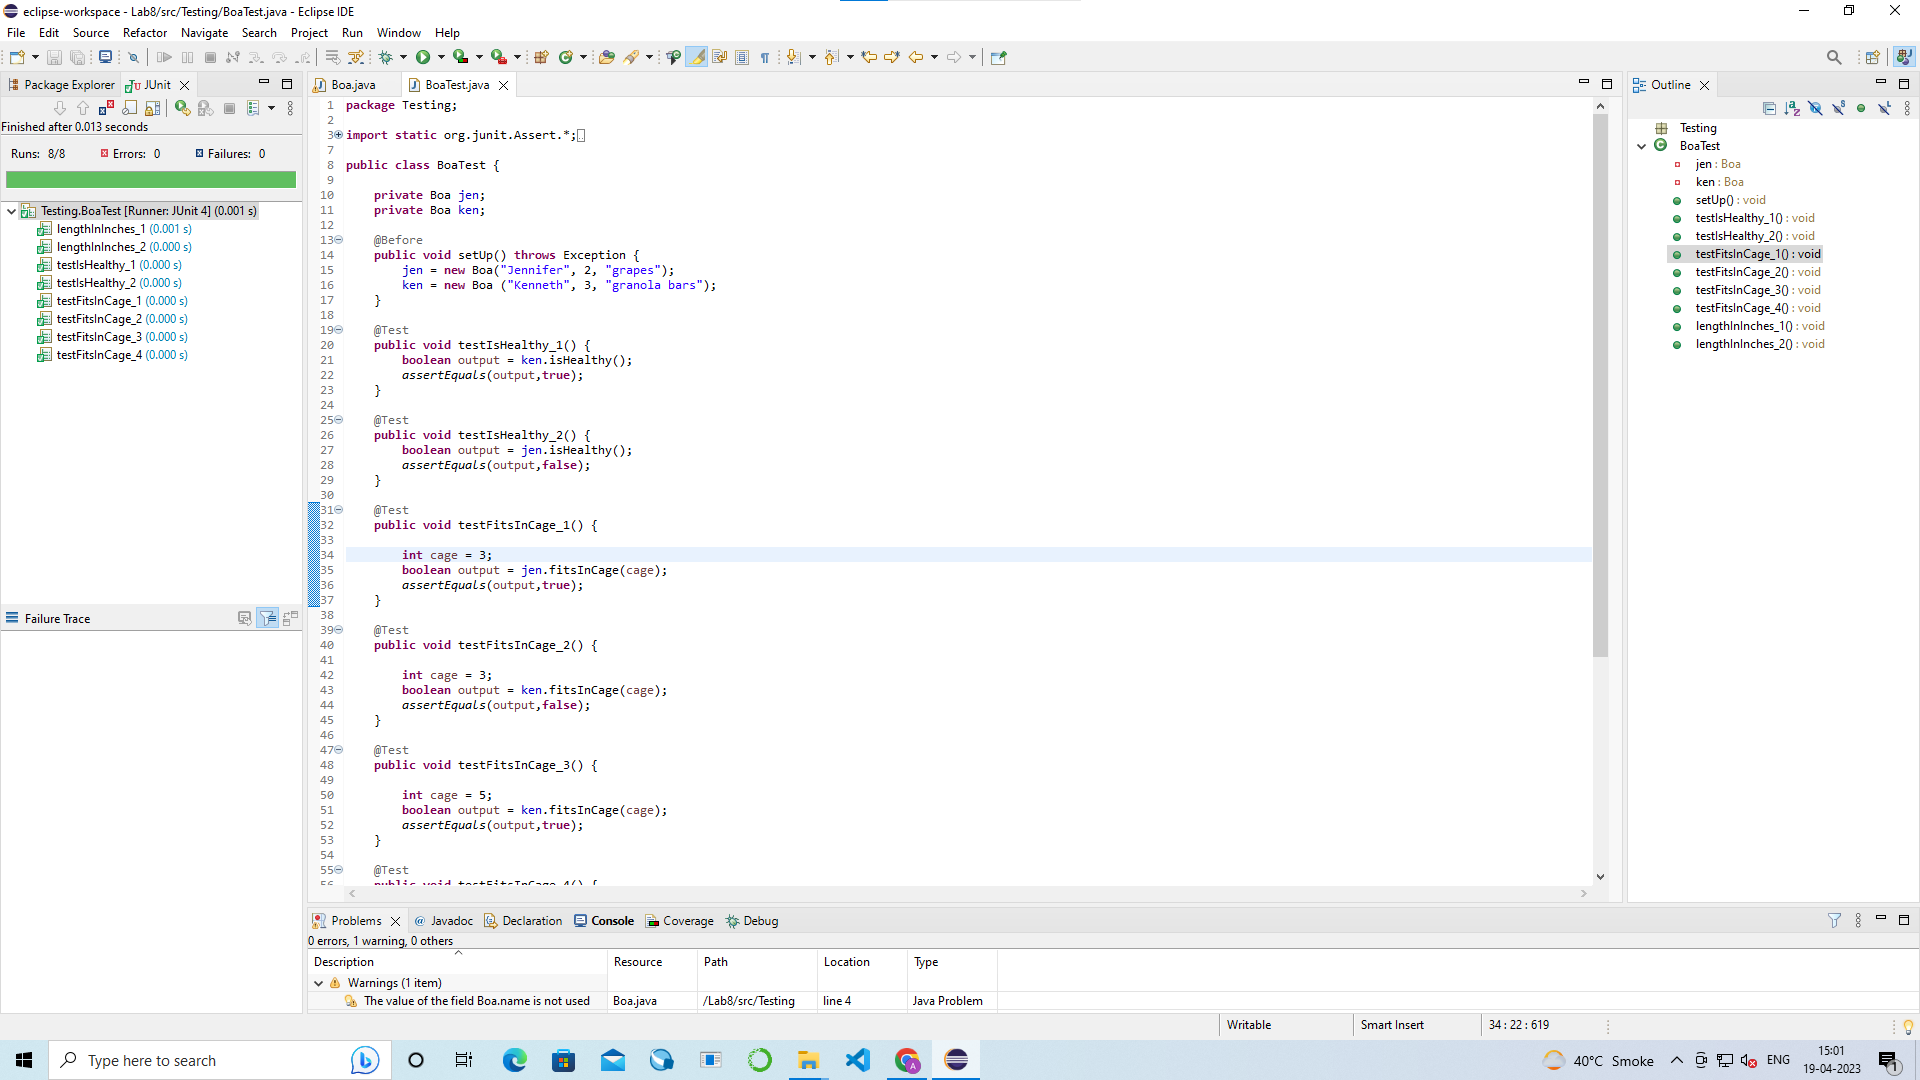 eclipse-workspace - Lab8/src/Testing/BoaTest.java - Eclipse IDE
File Edit Source Refactor Navigate Search Project Run Window Help
Package Explorer JUnit
Finished after 0.013 seconds
Runs: 8/8 Errors: 0 Failures: 0
Testing.BoaTest [Runner: JUnit 4] (0.001 s)
lengthInInches_1 (0.001 s)
lengthInInches_2 (0.000 s)
testIsHealthy_1 (0.000 s)
testIsHealthy_2 (0.000 s)
testFitsInCage_1 (0.000 s)
testFitsInCage_2 (0.000 s)
testFitsInCage_3 (0.000 s)
testFitsInCage_4 (0.000 s)
Failure Trace
Boa.java BoaTest.java
1 package Testing;
2
3 import static org.junit.Assert.*;
7
8 public class BoaTest {
9
10 private Boa jen;
11 private Boa ken;
12
13 @Before
14 public void setUp() throws Exception {
15 jen = new Boa("Jennifer", 2, "grapes");
16 ken = new Boa ("Kenneth", 3, "granola bars");
17 }
18
19 @Test
20 public void testIsHealthy_1() {
21 boolean output = ken.isHealthy();
22 assertEquals(output,true);
23 }
24
25 @Test
26 public void testIsHealthy_2() {
27 boolean output = jen.isHealthy();
28 assertEquals(output,false);
29 }
30
31 @Test
32 public void testFitsInCage_1() {
33
34 int cage = 3;
35 boolean output = jen.fitsInCage(cage);
36 assertEquals(output,true);
37 }
38
39 @Test
40 public void testFitsInCage_2() {
41
42 int cage = 3;
43 boolean output = ken.fitsInCage(cage);
44 assertEquals(output,false);
45 }
46
47 @Test
48 public void testFitsInCage_3() {
49
50 int cage = 5;
51 boolean output = ken.fitsInCage(cage);
52 assertEquals(output,true);
53 }
54
55 @Test
56 public void testFitsInCage_4() {
Outline
Testing
BoaTest
jen : Boa
ken : Boa
setUp() : void
testIsHealthy_1() : void
testIsHealthy_2() : void
testFitsInCage_1() : void
testFitsInCage_2() : void
testFitsInCage_3() : void
testFitsInCage_4() : void
lengthInInches_1() : void
lengthInInches_2() : void
Problems @ Javadoc Declaration Console Coverage Debug
0 errors, 1 warning, 0 others
Description Resource Path Location Type
Warnings (1 item)
The value of the field Boa.name is not used Boa.java /Lab8/src/Testing line 4 Java Problem
Writable Smart Insert 34 : 22 : 619
Type here to search
40°C Smoke ENG
15:01
19-04-2023
1